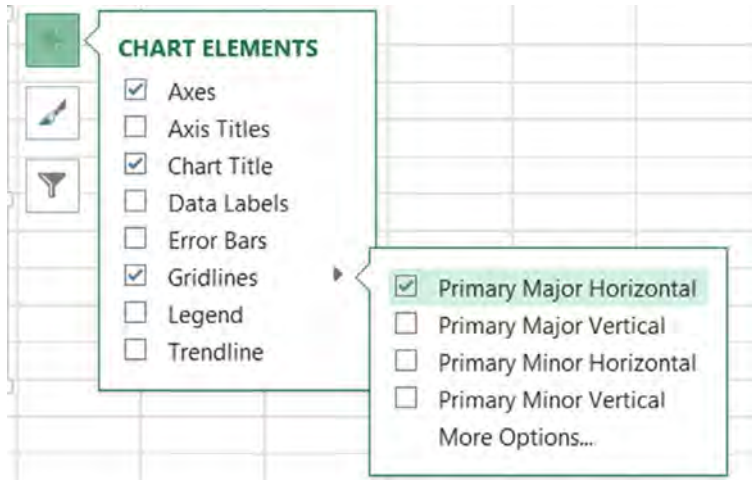 CHART ELEMENTS
Axes
Axis Titles
Chart Title
Data Labels
Error Bars
Gridlines
Legend
Trendline
Primary Major Horizontal
Primary Major Vertical
Primary Minor Horizontal
Primary Minor Vertical
More Options...